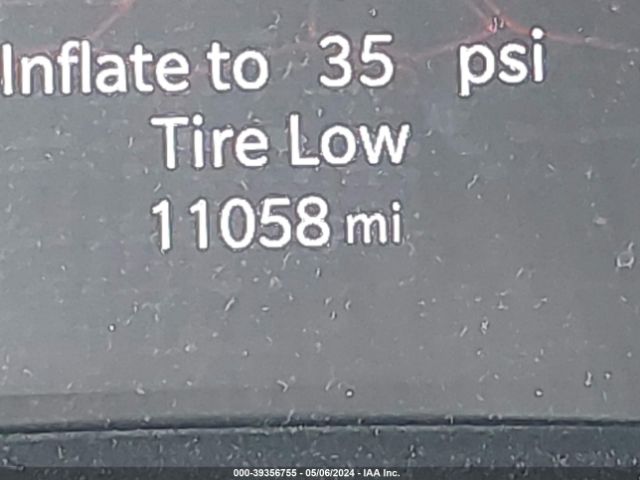 Inflate to 35 psi
Tire Low
11058 mi
000-39356755 - 05/06/2024 - IAA Inc.